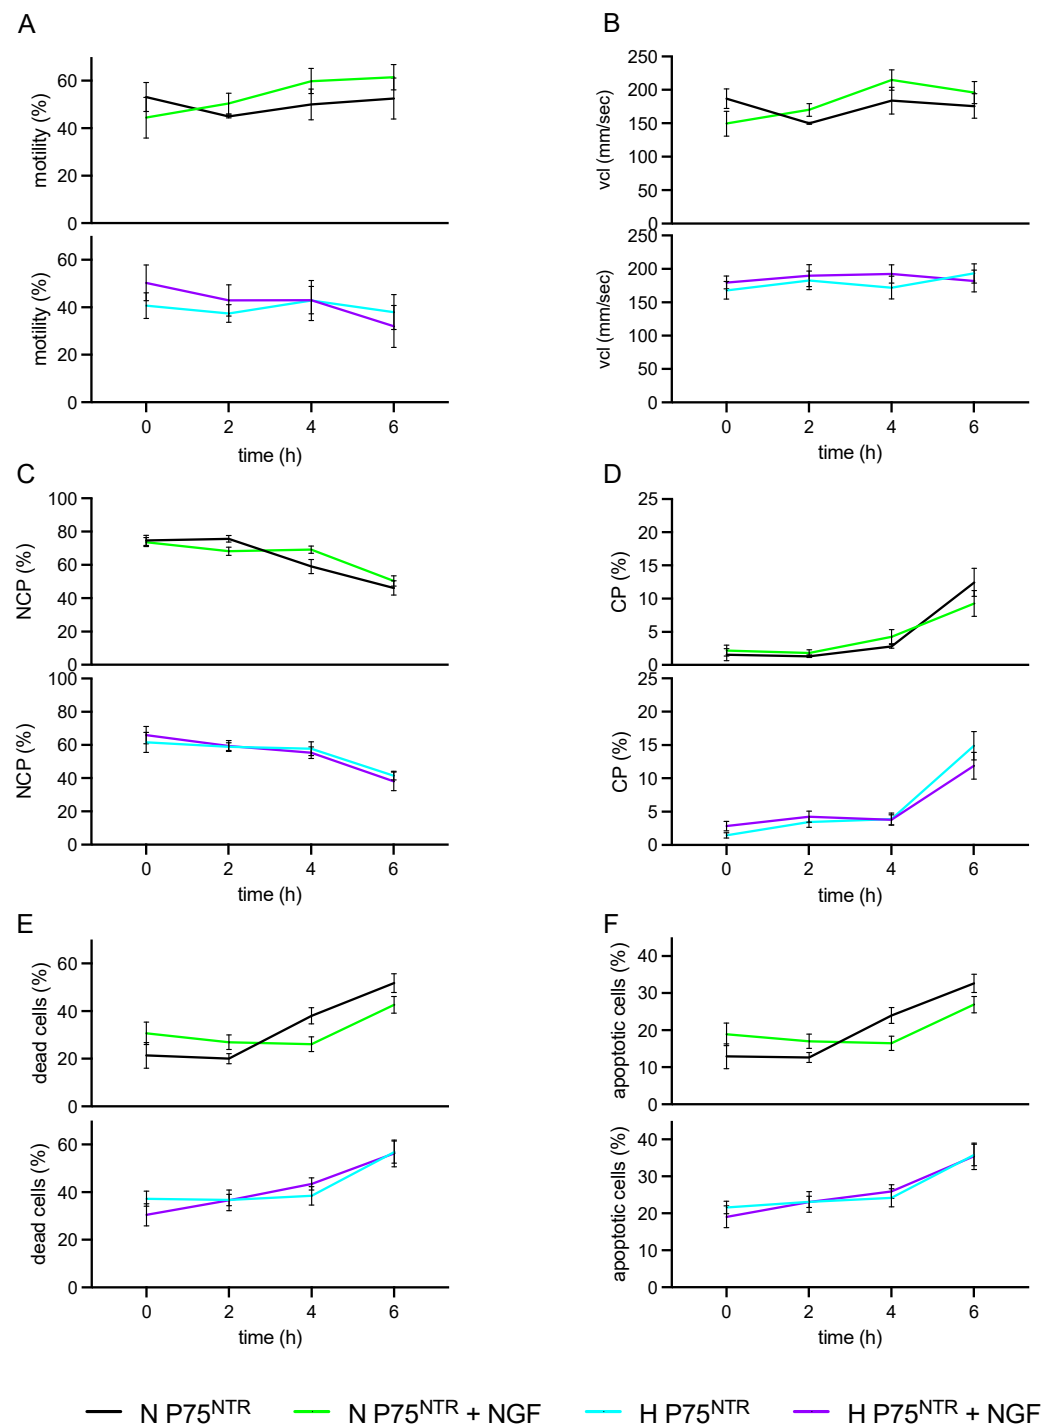 A
motility (%)
60
40
20
0
motility (%)
60
40
20
0
0 2 4 6
time (h)
B
vcl (mm/sec)
250
200
150
100
50
0
vcl (mm/sec)
250
200
150
100
50
0
0 2 4 6
time (h)
C
NCP (%)
100
80
60
40
20
0
NCP (%)
100
80
60
40
20
0
0 2 4 6
time (h)
D
CP (%)
25
20
15
10
5
0
CP (%)
25
20
15
10
5
0
0 2 4 6
time (h)
E
dead cells (%)
60
40
20
0
dead cells (%)
60
40
20
0
0 2 4 6
time (h)
F
apoptotic cells (%)
40
30
20
10
0
apoptotic cells (%)
40
30
20
10
0
0 2 4 6
time (h)
N P75NTR N P75NTR + NGF H P75NTR H P75NTR + NGF